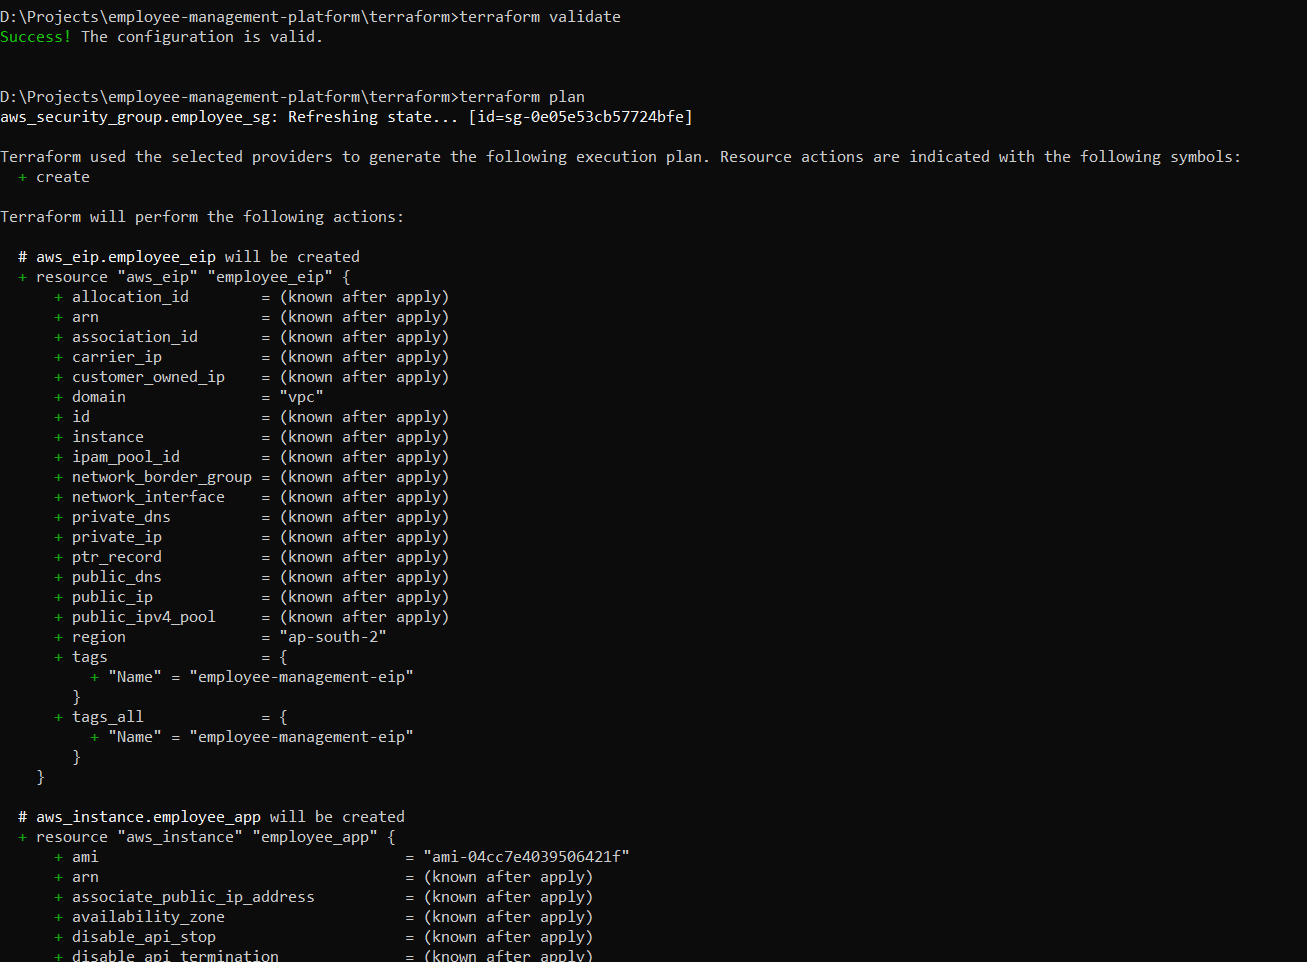 D:\Projects\employee-management-platform\terraform>terraform validate
Success! The configuration is valid.
D:\Projects\employee-management-platform\terraform>terraform plan
aws_security_group.employee_sg: Refreshing state... [id=sg-0e05e53cb57724bfe]
Terraform used the selected providers to generate the following execution plan. Resource actions are indicated with the following symbols:
  + create
Terraform will perform the following actions:
  # aws_eip.employee_eip will be created
  + resource "aws_eip" "employee_eip" {
      + allocation_id        = (known after apply)
      + arn                  = (known after apply)
      + association_id       = (known after apply)
      + carrier_ip           = (known after apply)
      + customer_owned_ip    = (known after apply)
      + domain               = "vpc"
      + id                   = (known after apply)
      + instance             = (known after apply)
      + ipam_pool_id         = (known after apply)
      + network_border_group = (known after apply)
      + network_interface    = (known after apply)
      + private_dns          = (known after apply)
      + private_ip           = (known after apply)
      + ptr_record           = (known after apply)
      + public_dns           = (known after apply)
      + public_ip            = (known after apply)
      + public_ipv4_pool     = (known after apply)
      + region               = "ap-south-2"
      + tags                 = {
          + "Name" = "employee-management-eip"
        }
      + tags_all             = {
          + "Name" = "employee-management-eip"
        }
    }
  # aws_instance.employee_app will be created
  + resource "aws_instance" "employee_app" {
      + ami                                  = "ami-04cc7e4039506421f"
      + arn                                  = (known after apply)
      + associate_public_ip_address          = (known after apply)
      + availability_zone                    = (known after apply)
      + disable_api_stop                     = (known after apply)
      + disable_api_termination              = (known after apply)